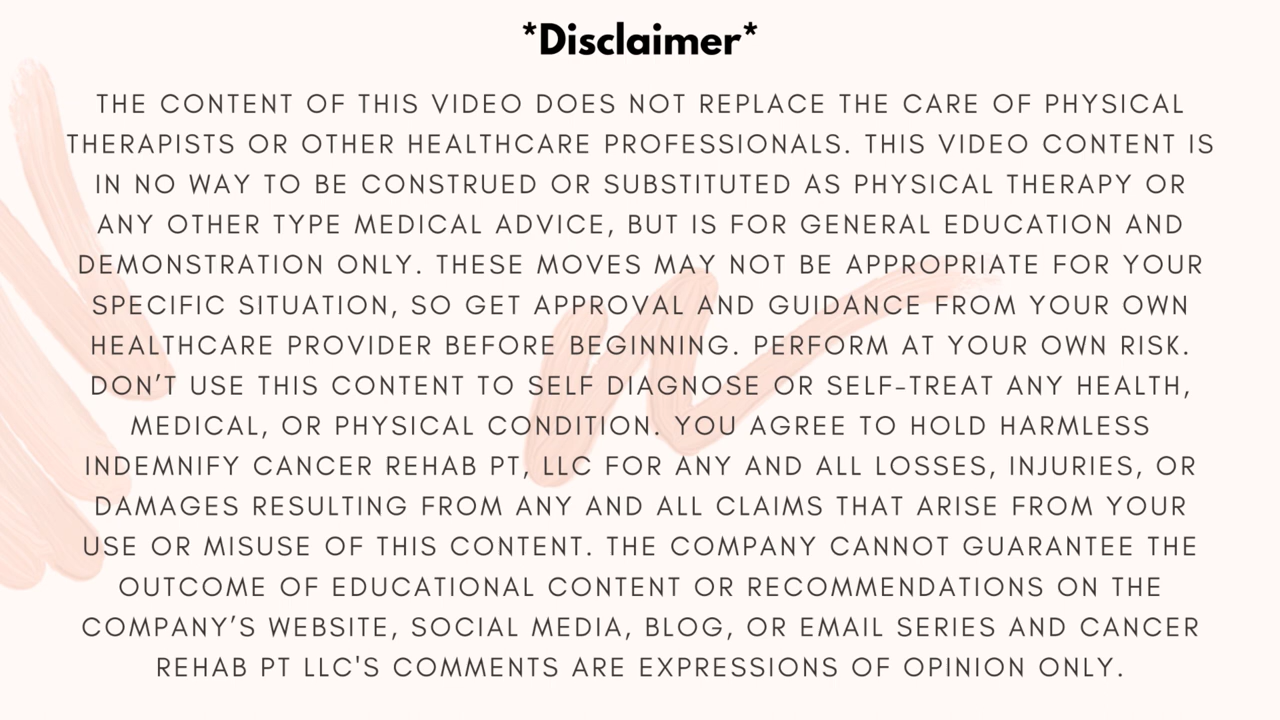 *Disclaimer*
THE CONTENT OF THIS VIDEO DOES NOT REPLACE THE CARE OF PHYSICAL
THERAPISTS OR OTHER HEALTHCARE PROFESSIONALS. THIS VIDEO CONTENT IS
IN NO WAY TO BE CONSTRUED OR SUBSTITUTED AS PHYSICAL THERAPY OR
ANY OTHER TYPE MEDICAL ADVICE, BUT IS FOR GENERAL EDUCATION AND
DEMONSTRATION ONLY. THESE MOVES MAY NOT BE APPROPRIATE FOR YOUR
SPECIFIC SITUATION, SO GET APPROVAL AND GUIDANCE FROM YOUR OWN
HEALTHCARE PROVIDER BEFORE BEGINNING. PERFORM AT YOUR OWN RISK.
DON’T USE THIS CONTENT TO SELF DIAGNOSE OR SELF-TREAT ANY HEALTH,
MEDICAL, OR PHYSICAL CONDITION. YOU AGREE TO HOLD HARMLESS
INDEMNIFY CANCER REHAB PT, LLC FOR ANY AND ALL LOSSES, INJURIES, OR
DAMAGES RESULTING FROM ANY AND ALL CLAIMS THAT ARISE FROM YOUR
USE OR MISUSE OF THIS CONTENT. THE COMPANY CANNOT GUARANTEE THE
OUTCOME OF EDUCATIONAL CONTENT OR RECOMMENDATIONS ON THE
COMPANY’S WEBSITE, SOCIAL MEDIA, BLOG, OR EMAIL SERIES AND CANCER
REHAB PT LLC'S COMMENTS ARE EXPRESSIONS OF OPINION ONLY.